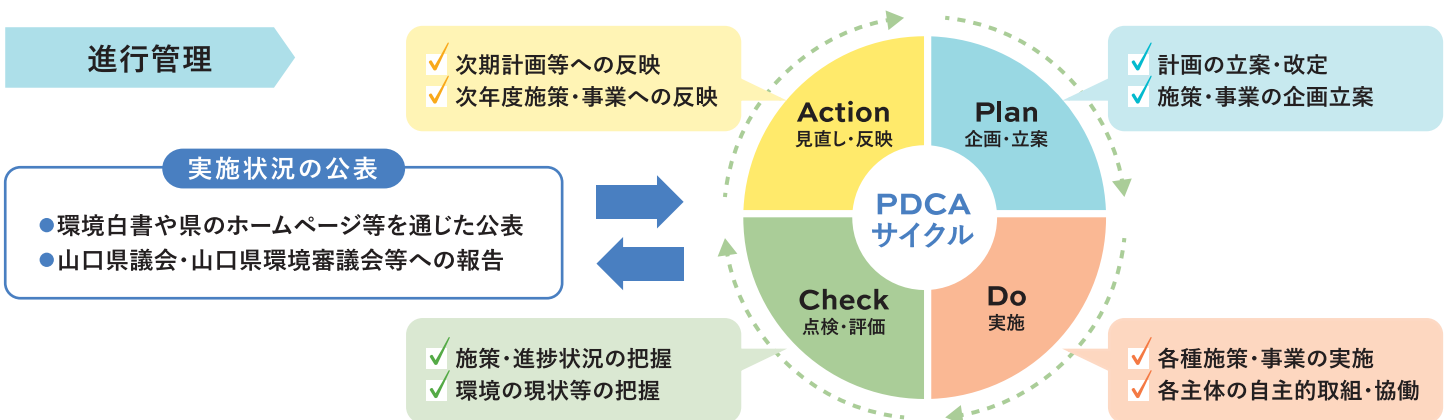 進行管理
実施状況の公表
●環境白書や県のホームページ等を通じた公表
●山口県議会・山口県環境審議会等への報告
次期計画等への反映
次年度施策・事業への反映
Action
見直し・反映
Plan
企画・立案
計画の立案・改定
施策・事業の企画立案
PDCA
サイクル
Check
点検・評価
Do
実施
施策・進捗状況の把握
環境の現状等の把握
各種施策・事業の実施
各主体の自主的取組・協働